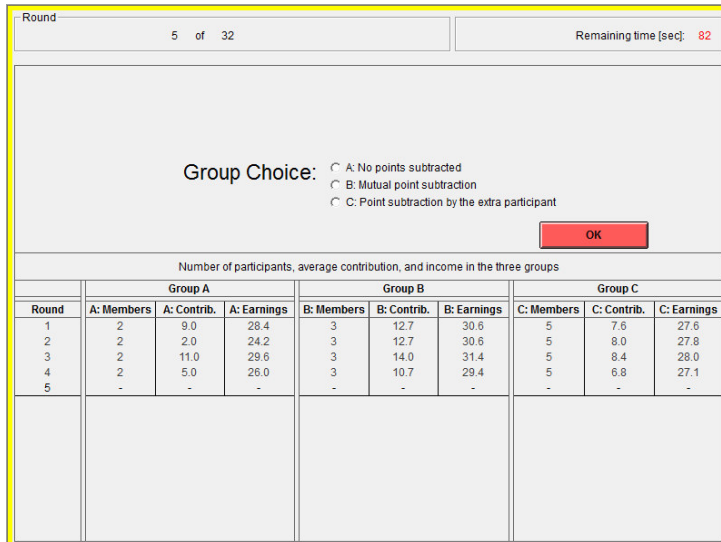 Round
5 of 32
Remaining time [sec]: 82
Group Choice:
A: No points subtracted
B: Mutual point subtraction
C: Point subtraction by the extra participant
OK
Number of participants, average contribution, and income in the three groups
Group A Group B Group C
Round A: Members A: Contrib. A: Earnings B: Members B: Contrib. B: Earnings C: Members C: Contrib. C: Earnings
1 2 9.0 28.4 3 12.7 30.6 5 7.6 27.6
2 2 2.0 24.2 3 12.7 30.6 5 8.0 27.8
3 2 11.0 29.6 3 14.0 31.4 5 8.4 28.0
4 2 5.0 26.0 3 10.7 29.4 5 6.8 27.1
5 - - - - - - - - -